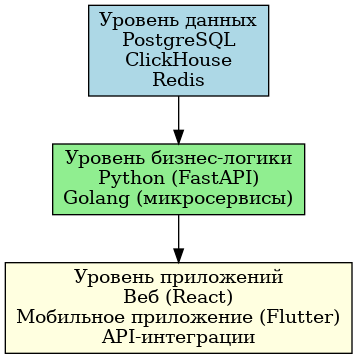 Уровень данных
PostgreSQL
ClickHouse
Redis
Уровень бизнес-логики
Python (FastAPI)
Golang (микросервисы)
Уровень приложений
Веб (React)
Мобильное приложение (Flutter)
API-интеграции